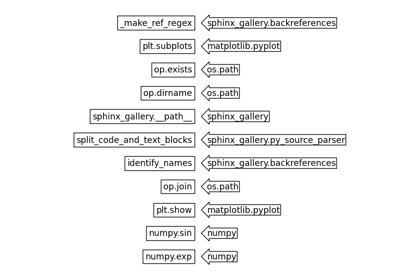 _make_ref_regex sphinx_gallery.backreferences
plt.subplots matplotlib.pyplot
op.exists os.path
op.dirname os.path
sphinx_gallery.__path__ sphinx_gallery
split_code_and_text_blocks sphinx_gallery.py_source_parser
identify_names sphinx_gallery.backreferences
op.join os.path
plt.show matplotlib.pyplot
numpy.sin numpy
numpy.exp numpy